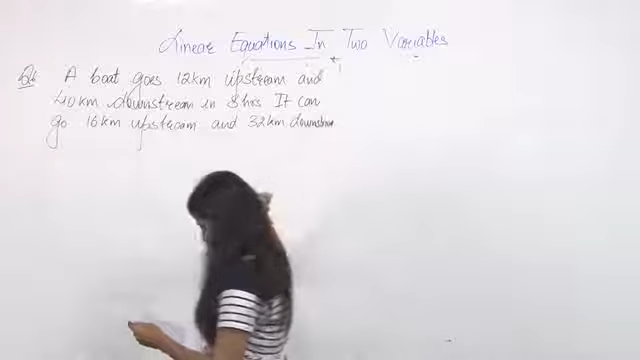 Linear Equations In Two Variables
Q. A boat goes 12km upstream and
40km downstream in 8hrs It can
go 16km upstream and 32km downstream